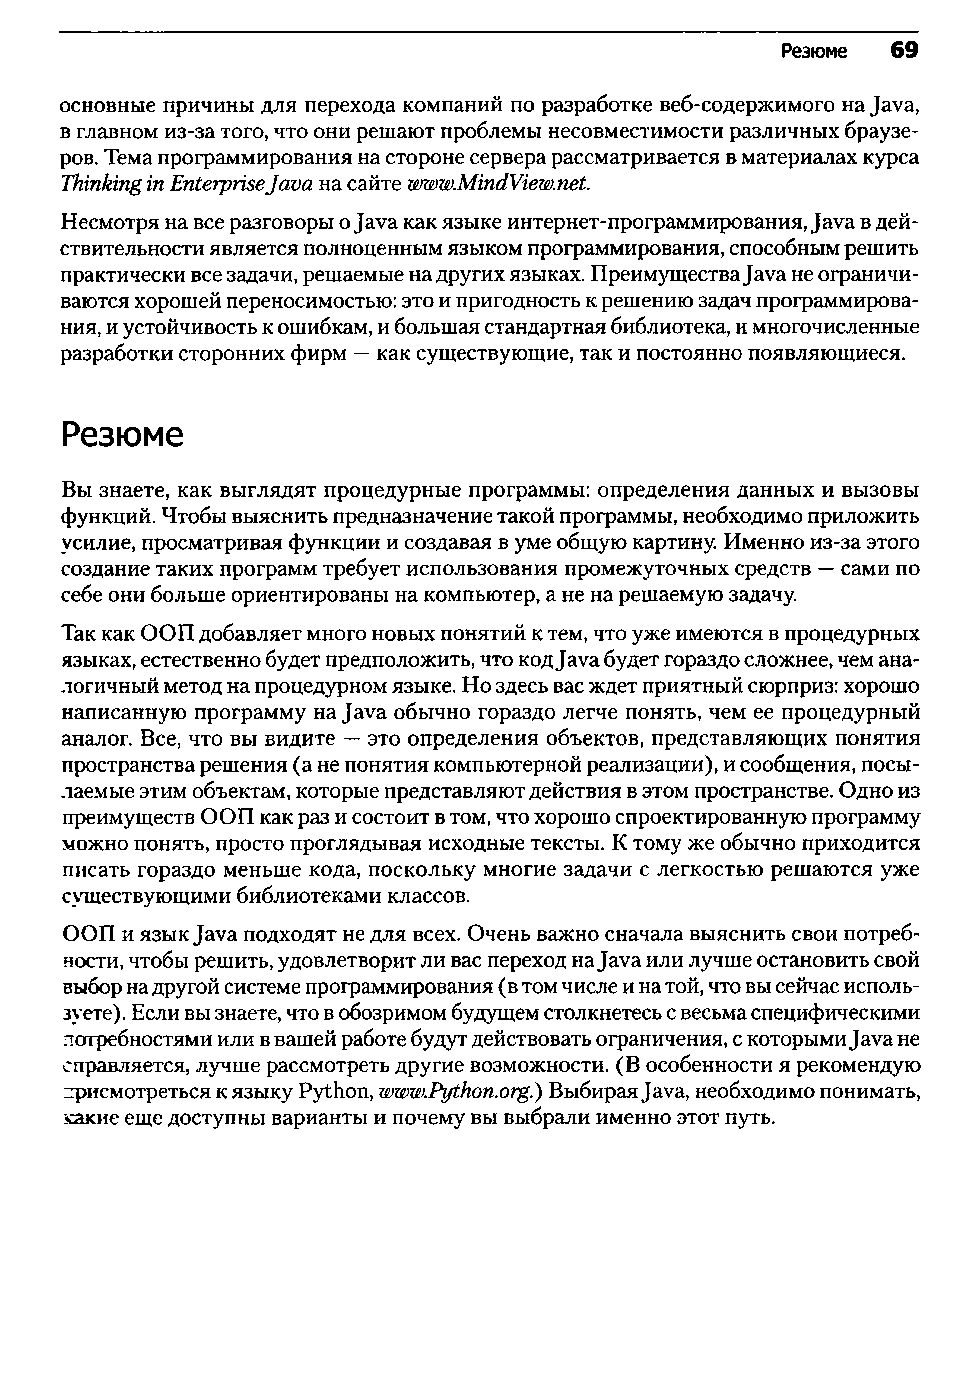 Резюме 69
основные причины для перехода компаний по разработке веб-содержимого на Java,
в главном из-за того, что они решают проблемы несовместимости различных браузе-
ров. Тема программирования на стороне сервера рассматривается в материалах курса
Thinking in Enterprise Java на сайте www.MindView.net.
Несмотря на все разговоры о Java как языке интернет-программирования, Java в дей-
ствительности является полноценным языком программирования, способным решить
практически все задачи, решаемые на других языках. Преимущества Java не ограничи-
ваются хорошей переносимостью: это и пригодность к решению задач программирова-
ния, и устойчивость к ошибкам, и большая стандартная библиотека, и многочисленные
разработки сторонних фирм — как существующие, так и постоянно появляющиеся.
Резюме
Вы знаете, как выглядят процедурные программы: определения данных и вызовы
функций. Чтобы выяснить предназначение такой программы, необходимо приложить
усилие, просматривая функции и создавая в уме общую картину. Именно из-за этого
создание таких программ требует использования промежуточных средств — сами по
себе они больше ориентированы на компьютер, а не на решаемую задачу.
Так как ООП добавляет много новых понятий к тем, что уже имеются в процедурных
языках, естественно будет предположить, что код Java будет гораздо сложнее, чем ана-
логичный метод на процедурном языке. Но здесь вас ждет приятный сюрприз: хорошо
написанную программу на Java обычно гораздо легче понять, чем ее процедурный
аналог. Все, что вы видите — это определения объектов, представляющих понятия
пространства решения (а не понятия компьютерной реализации), и сообщения, посы-
лаемые этим объектам, которые представляют действия в этом пространстве. Одно из
преимуществ ООП как раз и состоит в том, что хорошо спроектированную программу
можно понять, просто проглядывая исходные тексты. К тому же обычно приходится
писать гораздо меньше кода, поскольку многие задачи с легкостью решаются уже
существующими библиотеками классов.
ООП и язык Java подходят не для всех. Очень важно сначала выяснить свои потреб-
ности, чтобы решить, удовлетворит ли вас переход на Java или лучше остановить свой
выбор на другой системе программирования (в том числе и на той, что вы сейчас исполь-
зуете). Если вы знаете, что в обозримом будущем столкнетесь с весьма специфическими
потребностями или в вашей работе будут действовать ограничения, с которыми Java не
справляется, лучше рассмотреть другие возможности. (В особенности я рекомендую
присмотреться к языку Python, www.Python.org.) Выбирая Java, необходимо понимать,
какие еще доступны варианты и почему вы выбрали именно этот путь.